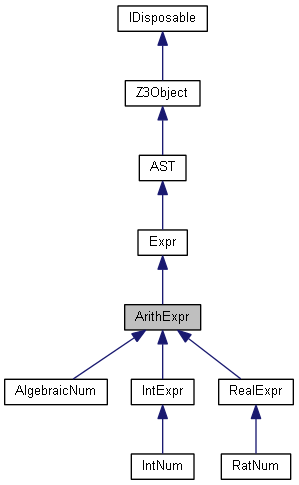 IDisposable
Z3Object
AST
Expr
ArithExpr
AlgebraicNum
IntExpr
RealExpr
IntNum
RatNum